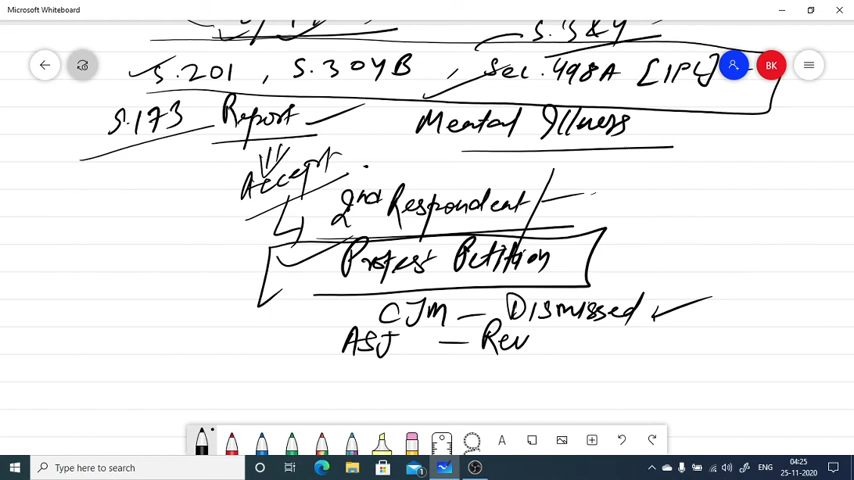 Microsoft Whiteboard
S. 3 & 4
S. 201 , S. 304B , Sec. 498A [IPC]
BK
S. 173 Report Mental Illness
Accept
2nd Respondent
Protest Petition
CJM — Dismissed
ASJ — Rev
Type here to search
1
ENG
04:25
25-11-2020